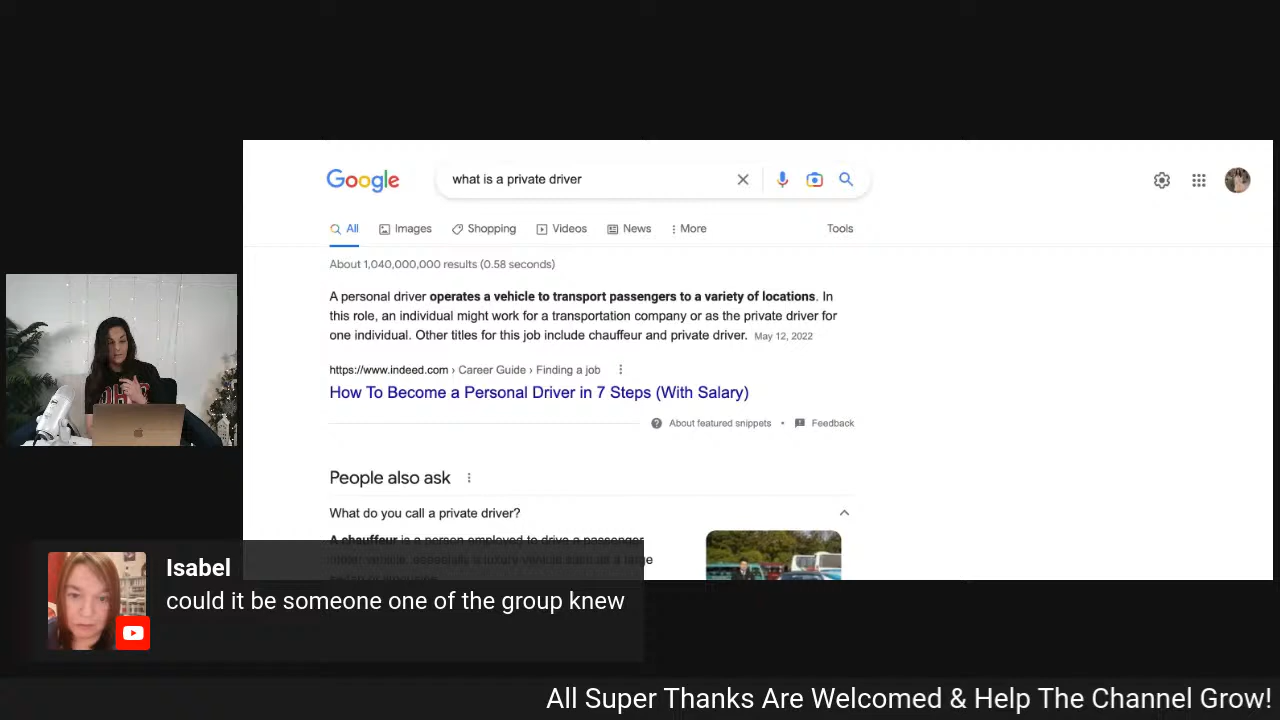 Google
what is a private driver
All Images Shopping Videos News More Tools
About 1,040,000,000 results (0.58 seconds)
A personal driver operates a vehicle to transport passengers to a variety of locations. In
this role, an individual might work for a transportation company or as the private driver for
one individual. Other titles for this job include chauffeur and private driver. May 12, 2022
https://www.indeed.com › Career Guide › Finding a job
How To Become a Personal Driver in 7 Steps (With Salary)
About featured snippets • Feedback
People also ask
What do you call a private driver?
A chauffeur is a person employed to drive a passenger
Isabel
could it be someone one of the group knew
All Super Thanks Are Welcomed & Help The Channel Grow!